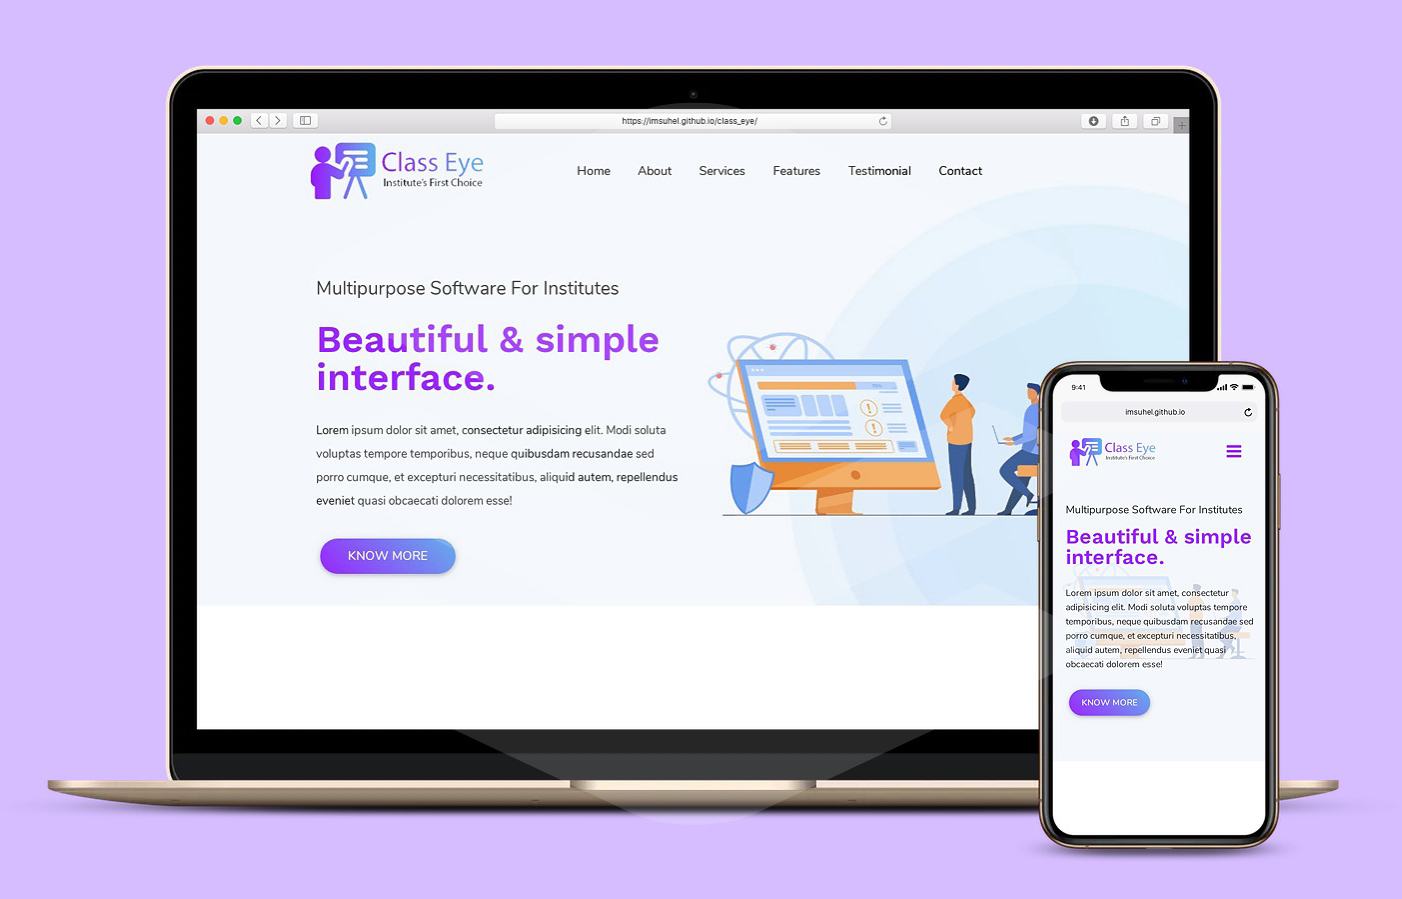 https://imsuhel.github.io/class_eye/
Class Eye
Institute's First Choice
Home About Services Features Testimonial Contact
Multipurpose Software For Institutes
Beautiful & simple
interface.
Lorem ipsum dolor sit amet, consectetur adipisicing elit. Modi soluta
voluptas tempore temporibus, neque quibusdam recusandae sed
porro cumque, et excepturi necessitatibus, aliquid autem, repellendus
eveniet quasi obcaecati dolorem esse!
KNOW MORE
9:41
imsuhel.github.io
Class Eye
Institute's First Choice
Multipurpose Software For Institutes
Beautiful & simple
interface.
Lorem ipsum dolor sit amet, consectetur
adipisicing elit. Modi soluta voluptas tempore
temporibus, neque quibusdam recusandae sed
porro cumque, et excepturi necessitatibus,
aliquid autem, repellendus eveniet quasi
obcaecati dolorem esse!
KNOW MORE